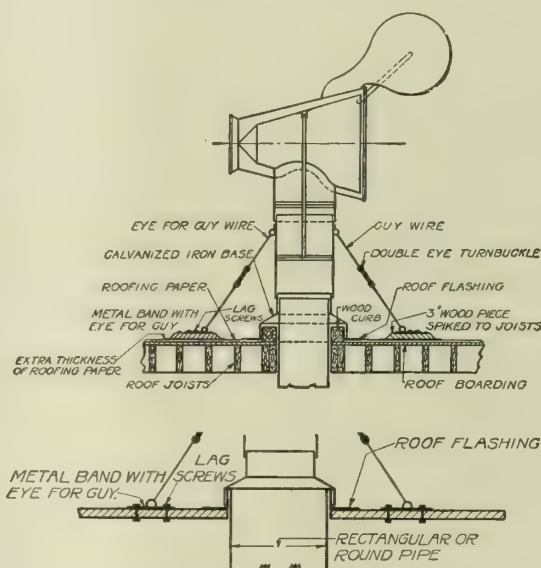 EYE FOR GUY WIRE
GUY WIRE
GALVANIZED IRON BASE
DOUBLE EYE TURNBUCKLE
ROOFING PAPER
ROOF FLASHING
METAL BAND WITH
EYE FOR GUY
LAG
SCREWS
WOOD
CURB
3" WOOD PIECE
SPIKED TO JOISTS
EXTRA THICKNESS
OF ROOFING PAPER
ROOF JOISTS
ROOF BOARDING
ROOF FLASHING
METAL BAND WITH
EYE FOR GUY
LAG
SCREWS
RECTANGULAR OR
ROUND PIPE